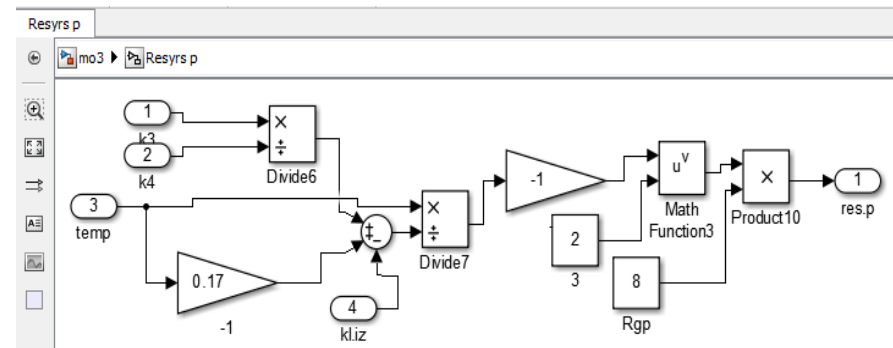 Resyrs p
mo3 Resyrs p
1
k3
2
k4
×
÷
Divide6
3
temp
0.17
-1
4
kl.iz
×
÷
Divide7
-1
2
3
8
Rgp
u^v
Math
Function3
×
Product10
1
res.p